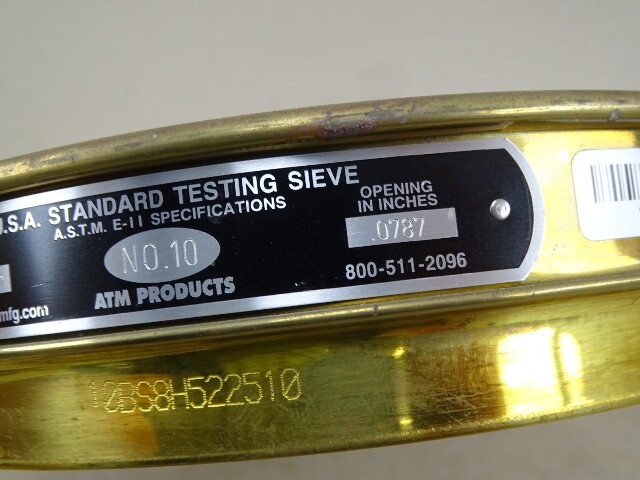 U.S.A. STANDARD TESTING SIEVE
A.S.T.M. E-11 SPECIFICATIONS
NO.10
ATM PRODUCTS
OPENING
IN INCHES
.0787
800-511-2096
mfg.com
10BS8H522510